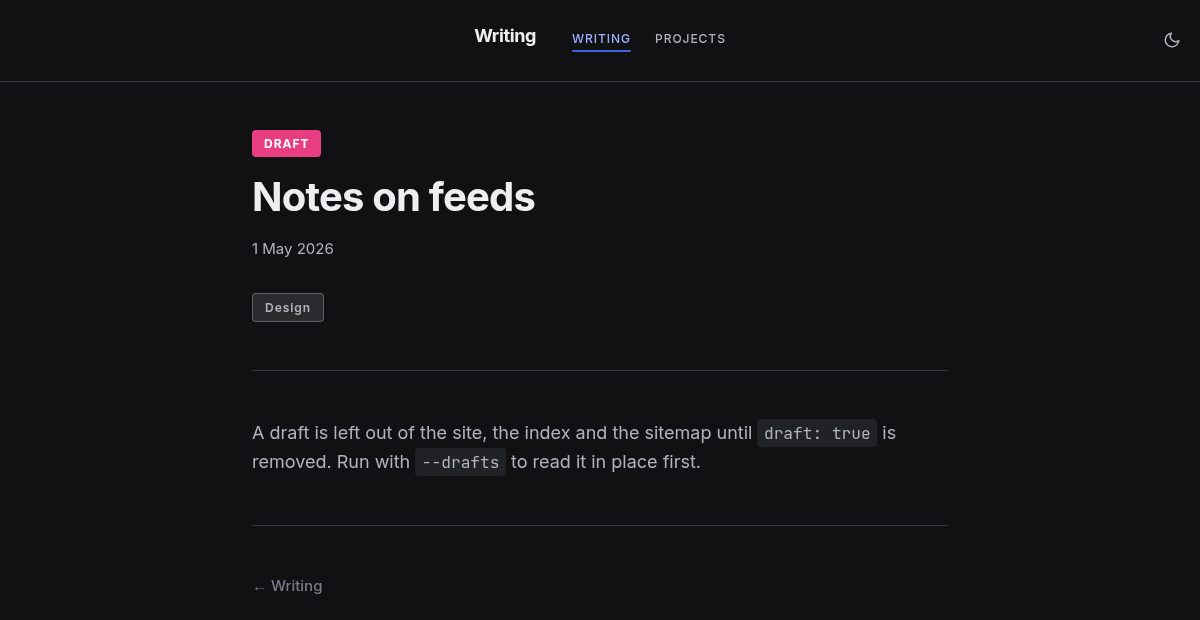 Writing
WRITING
PROJECTS
DRAFT
Notes on feeds
1 May 2026
Design
A draft is left out of the site, the index and the sitemap until draft: true is
removed. Run with --drafts to read it in place first.
← Writing